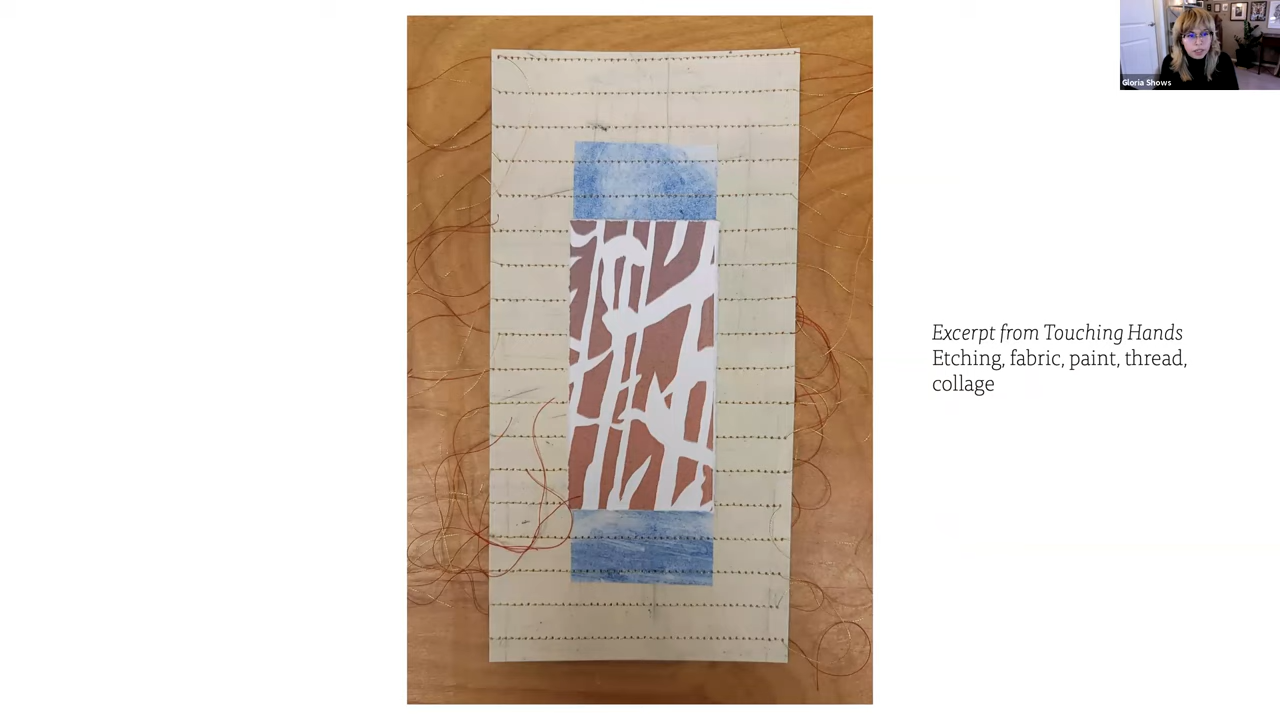 Gloria Shows
Excerpt from Touching Hands
Etching, fabric, paint, thread,
collage